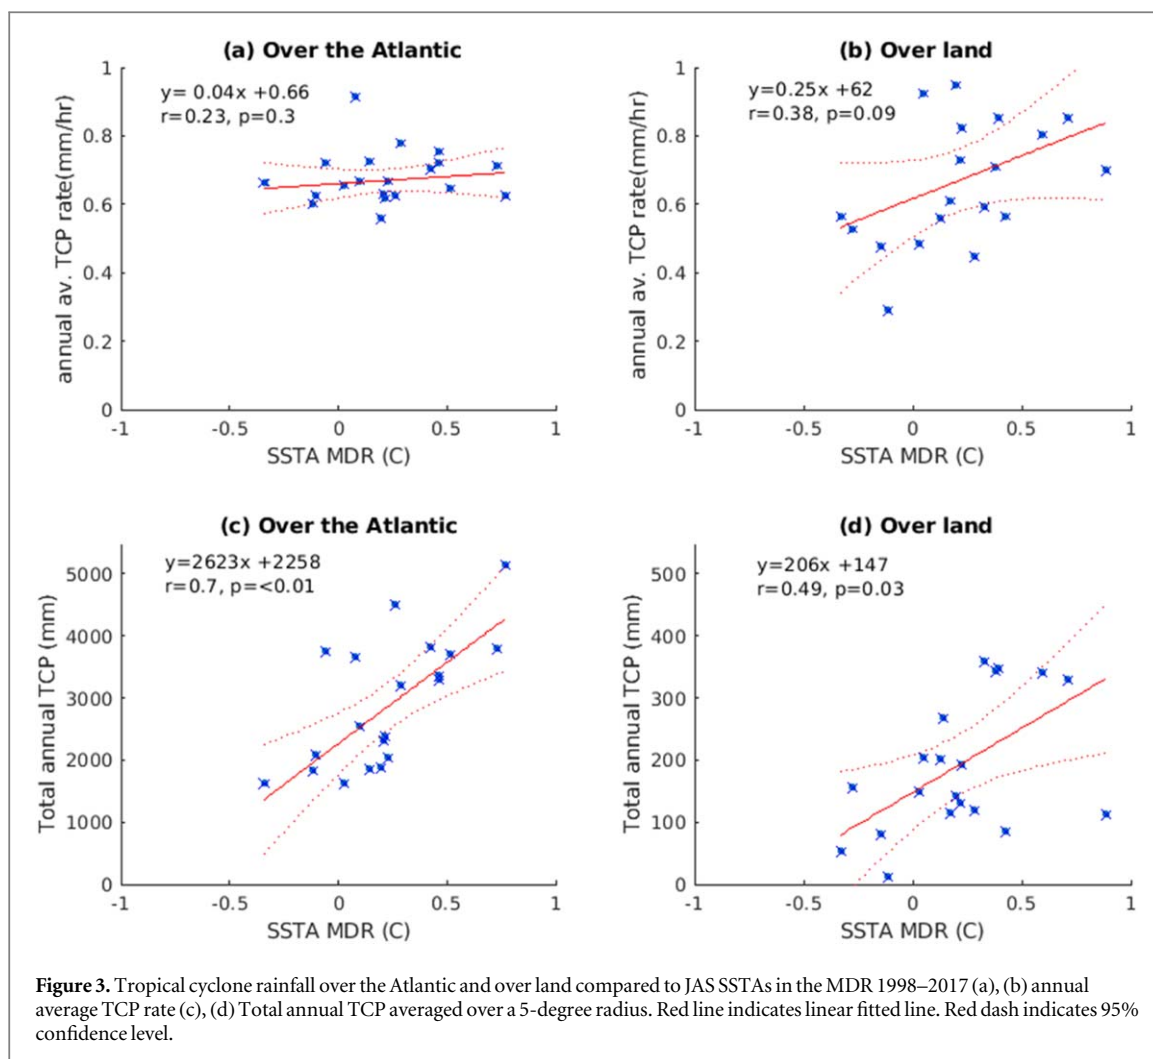 (a) Over the Atlantic
y= 0.04x +0.66
r=0.23, p=0.3
annual av. TCP rate(mm/hr)
1
0.8
0.6
0.4
0.2
0
-1
-0.5
0
0.5
1
SSTA MDR (C)
(b) Over land
y=0.25x +62
r=0.38, p=0.09
annual av. TCP rate(mm/hr)
1
0.8
0.6
0.4
0.2
0
-1
-0.5
0
0.5
1
SSTA MDR (C)
(c) Over the Atlantic
y=2623x +2258
r=0.7, p=<0.01
Total annual TCP (mm)
5000
4000
3000
2000
1000
0
-1
-0.5
0
0.5
1
SSTA MDR (C)
(d) Over land
y=206x +147
r=0.49, p=0.03
Total annual TCP (mm)
500
400
300
200
100
0
-1
-0.5
0
0.5
1
SSTA MDR (C)
Figure 3. Tropical cyclone rainfall over the Atlantic and over land compared to JAS SSTAs in the MDR 1998–2017 (a), (b) annual
average TCP rate (c), (d) Total annual TCP averaged over a 5-degree radius. Red line indicates linear fitted line. Red dash indicates 95%
confidence level.